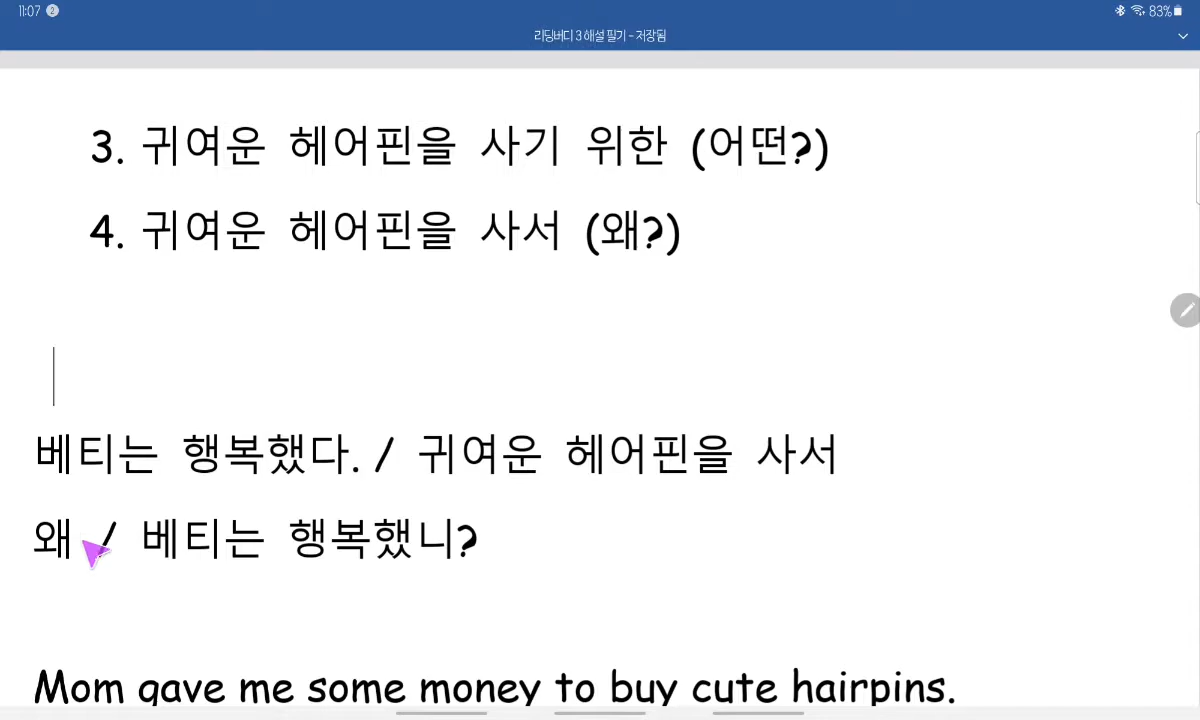 11:07 2
83%
리딩버디 3 해설 필기 - 저장됨
3. 귀여운 헤어핀을 사기 위한 (어떤?)
4. 귀여운 헤어핀을 사서 (왜?)
베티는 행복했다. / 귀여운 헤어핀을 사서
왜 / 베티는 행복했니?
Mom gave me some money to buy cute hairpins.